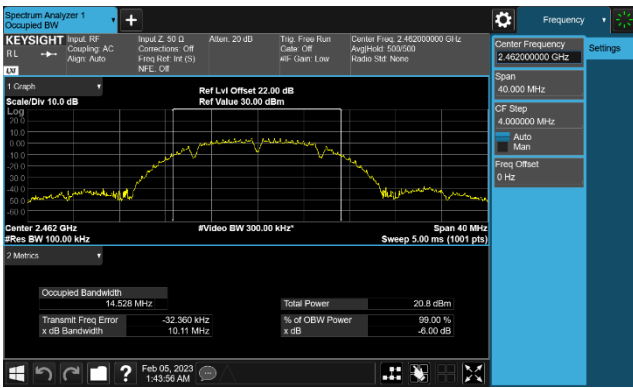 Spectrum Analyzer 1
Occupied BW
Frequency
KEYSIGHT
Input: RF
Coupling: AC
Align: Auto
Input Z: 50 Ω
Corrections: Off
Freq Ref: Int (S)
NFE: Off
Atten: 20 dB
Trig: Free Run
Gate: Off
#IF Gain: Low
Center Freq: 2.462000000 GHz
Avg|Hold: 500/500
Radio Std: None
RL
LXI
Center Frequency
2.462000000 GHz
Settings
Span
40.000 MHz
CF Step
4.000000 MHz
Auto
Man
Freq Offset
0 Hz
1 Graph
Scale/Div 10.0 dB
Ref Lvl Offset 22.00 dB
Ref Value 30.00 dBm
Log
20.0
10.0
0.00
-10.0
-20.0
-30.0
-40.0
-50.0
-60.0
Center 2.462 GHz
#Video BW 300.00 kHz*
Span 40 MHz
#Res BW 100.00 kHz
Sweep 5.00 ms (1001 pts)
2 Metrics
Occupied Bandwidth
14.528 MHz
Total Power 20.8 dBm
Transmit Freq Error -32.360 kHz
% of OBW Power 99.00 %
x dB Bandwidth 10.11 MHz
x dB -6.00 dB
Feb 05, 2023
1:43:56 AM